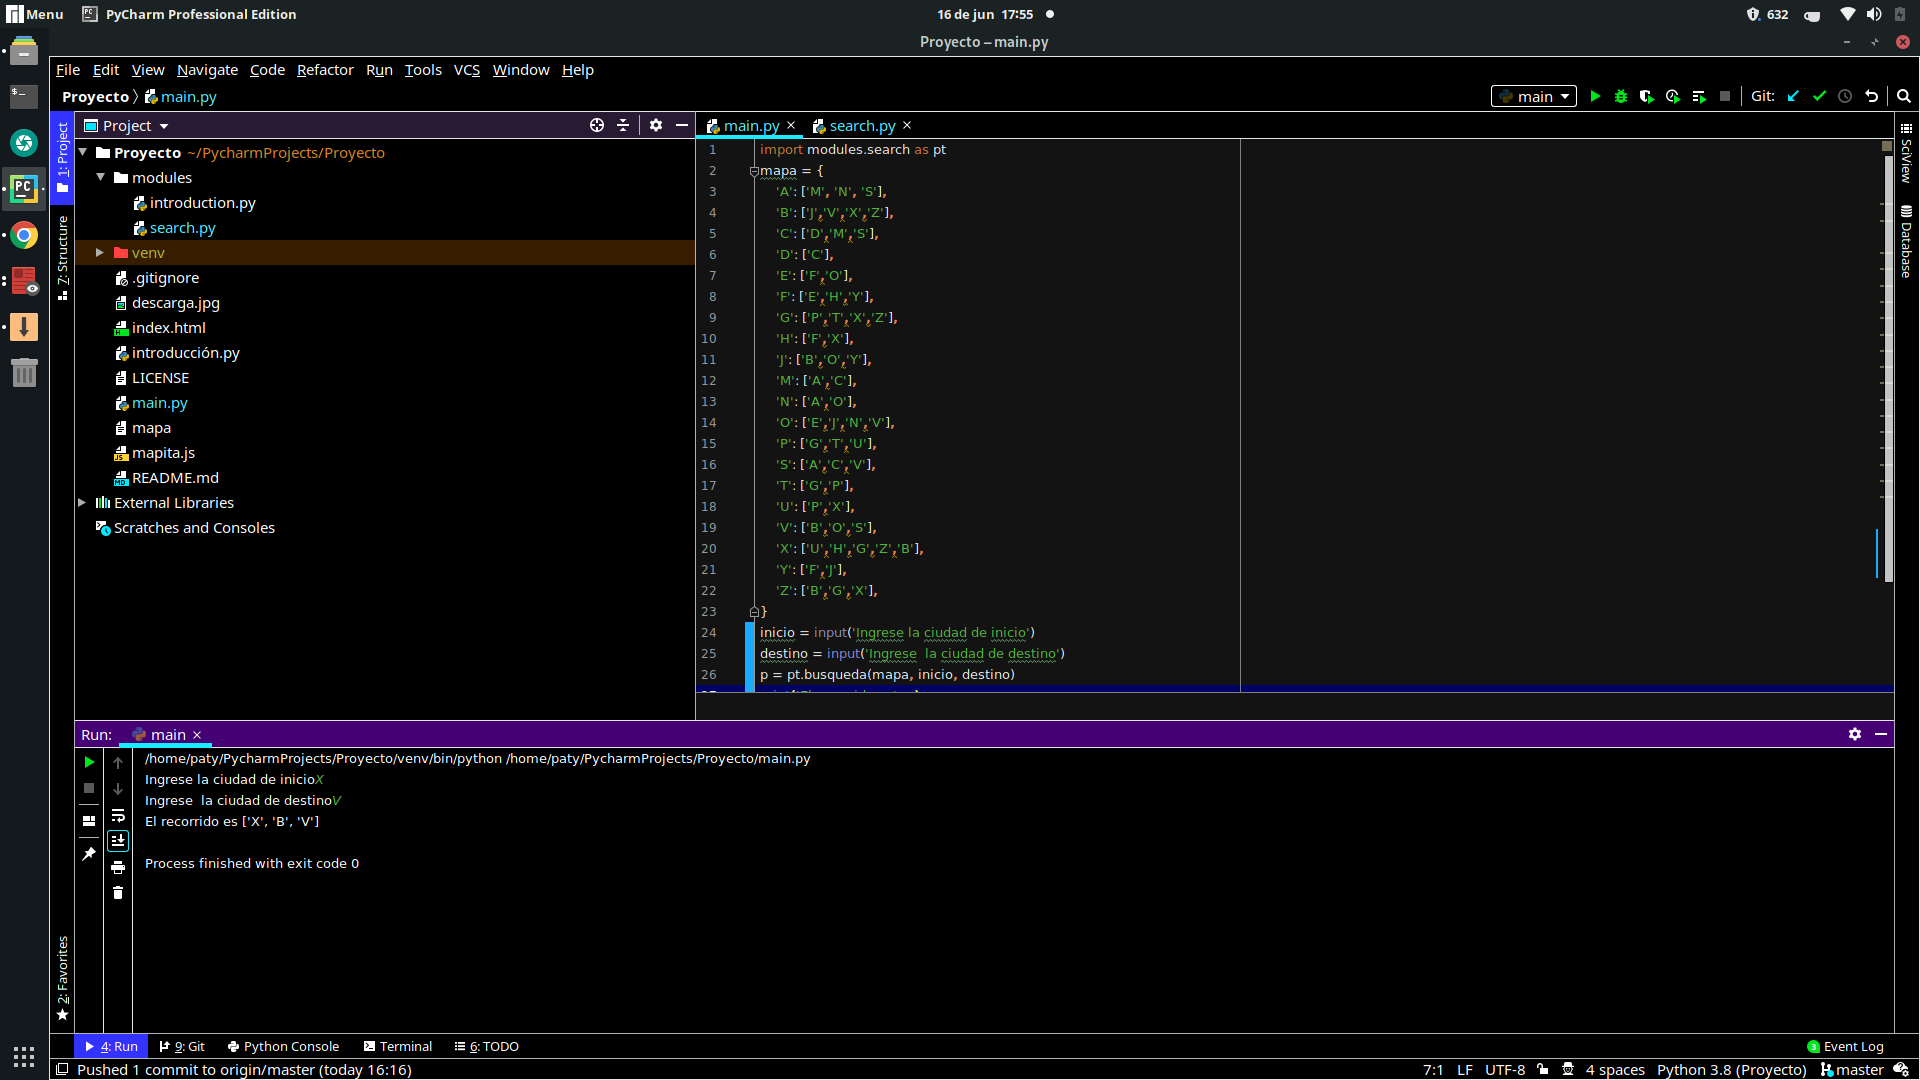 Menu PyCharm Professional Edition 16 de jun 17:55 632
Proyecto – main.py
File Edit View Navigate Code Refactor Run Tools VCS Window Help
Proyecto main.py main Git:
1: Project
7: Structure
2: Favorites
Project
Proyecto ~/PycharmProjects/Proyecto
modules
introduction.py
search.py
venv
.gitignore
descarga.jpg
index.html
introducción.py
LICENSE
main.py
mapa
mapita.js
README.md
External Libraries
Scratches and Consoles
main.py search.py
1 import modules.search as pt
2 mapa = {
3 'A': ['M', 'N', 'S'],
4 'B': ['J','V','X','Z'],
5 'C': ['D','M','S'],
6 'D': ['C'],
7 'E': ['F','O'],
8 'F': ['E','H','Y'],
9 'G': ['P','T','X','Z'],
10 'H': ['F','X'],
11 'J': ['B','O','Y'],
12 'M': ['A','C'],
13 'N': ['A','O'],
14 'O': ['E','J','N','V'],
15 'P': ['G','T','U'],
16 'S': ['A','C','V'],
17 'T': ['G','P'],
18 'U': ['P','X'],
19 'V': ['B','O','S'],
20 'X': ['U','H','G','Z','B'],
21 'Y': ['F','J'],
22 'Z': ['B','G','X'],
23 }
24 inicio = input('Ingrese la ciudad de inicio')
25 destino = input('Ingrese  la ciudad de destino')
26 p = pt.busqueda(mapa, inicio, destino)
SciView
Database
Run: main
/home/paty/PycharmProjects/Proyecto/venv/bin/python /home/paty/PycharmProjects/Proyecto/main.py
Ingrese la ciudad de inicioX
Ingrese  la ciudad de destinoV
El recorrido es ['X', 'B', 'V']
Process finished with exit code 0
4: Run 9: Git Python Console Terminal 6: TODO 3 Event Log
Pushed 1 commit to origin/master (today 16:16) 7:1 LF UTF-8 4 spaces Python 3.8 (Proyecto) master